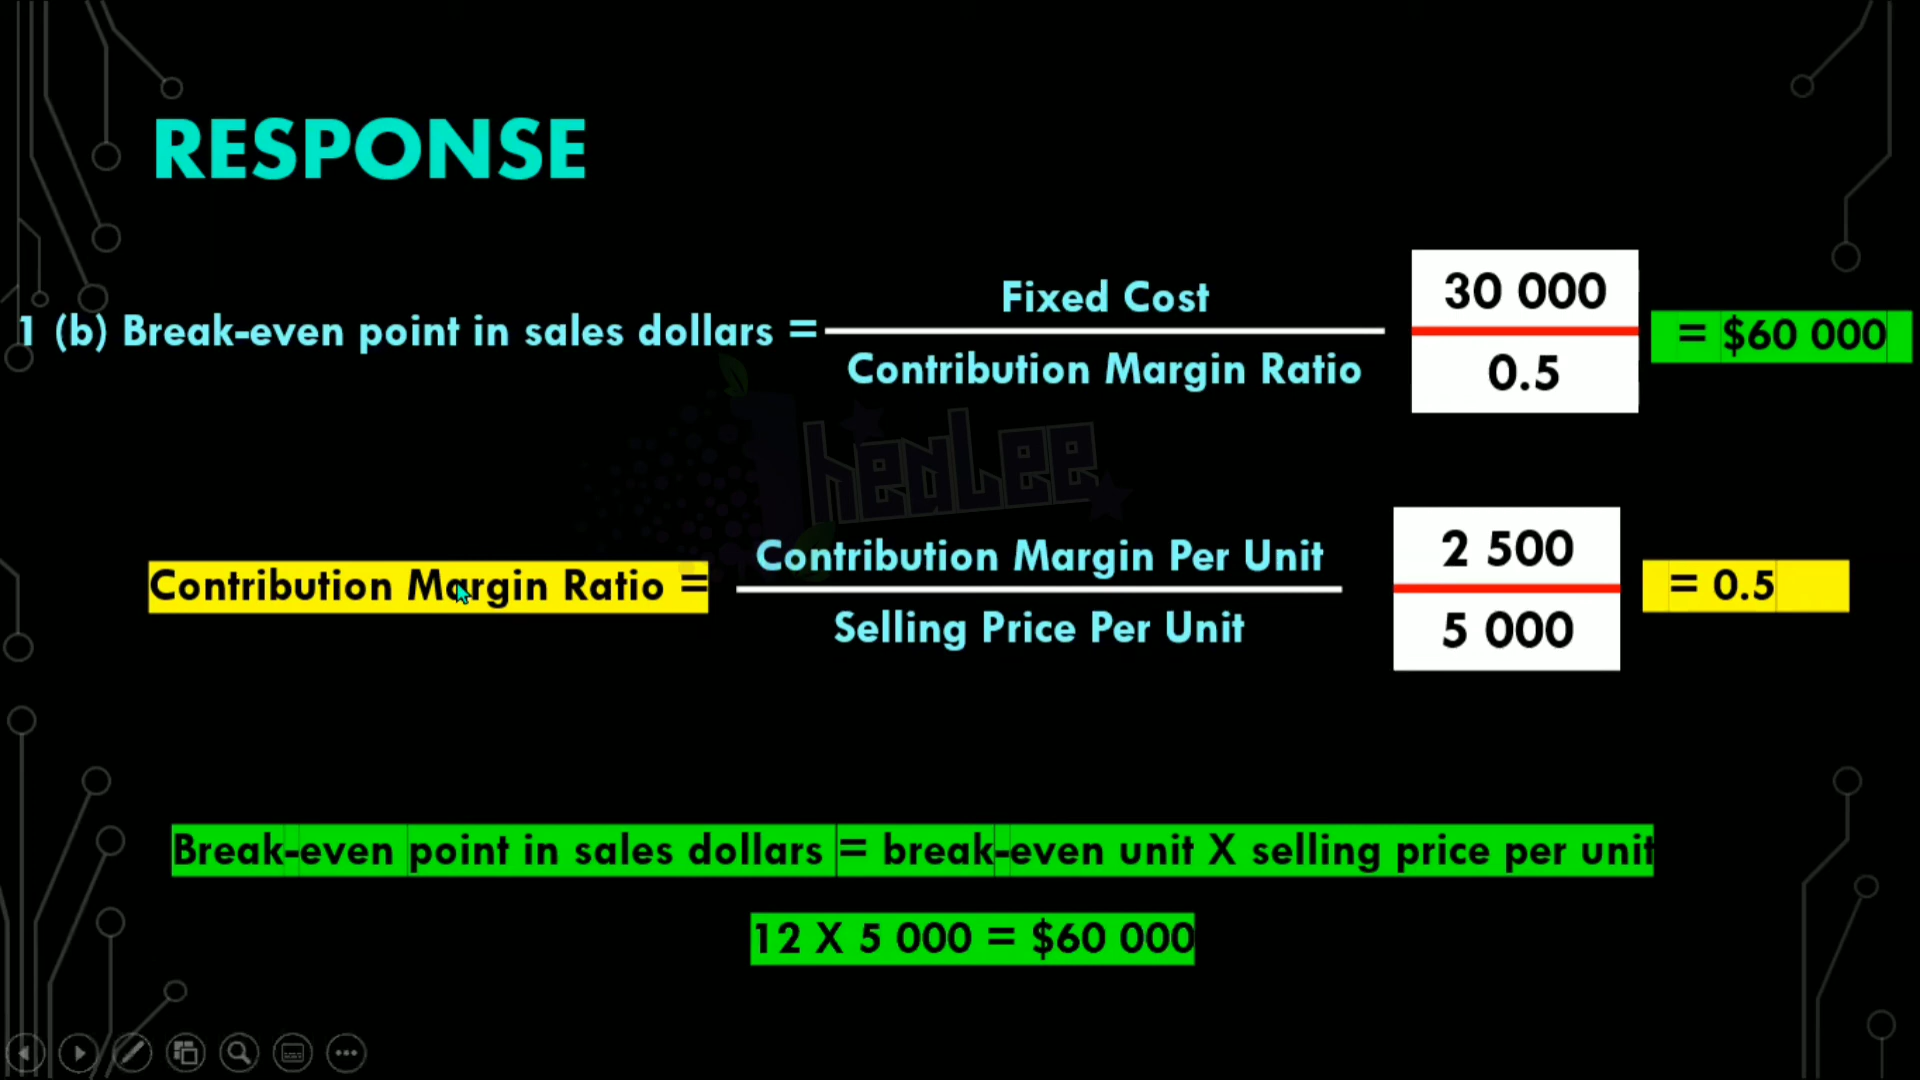 RESPONSE
1 (b) Break-even point in sales dollars =
Fixed Cost
Contribution Margin Ratio
30 000
0.5
= $60 000
heaLee
Contribution Margin Ratio =
Contribution Margin Per Unit
Selling Price Per Unit
2 500
5 000
= 0.5
Break-even point in sales dollars = break-even unit X selling price per unit
12 X 5 000 = $60 000